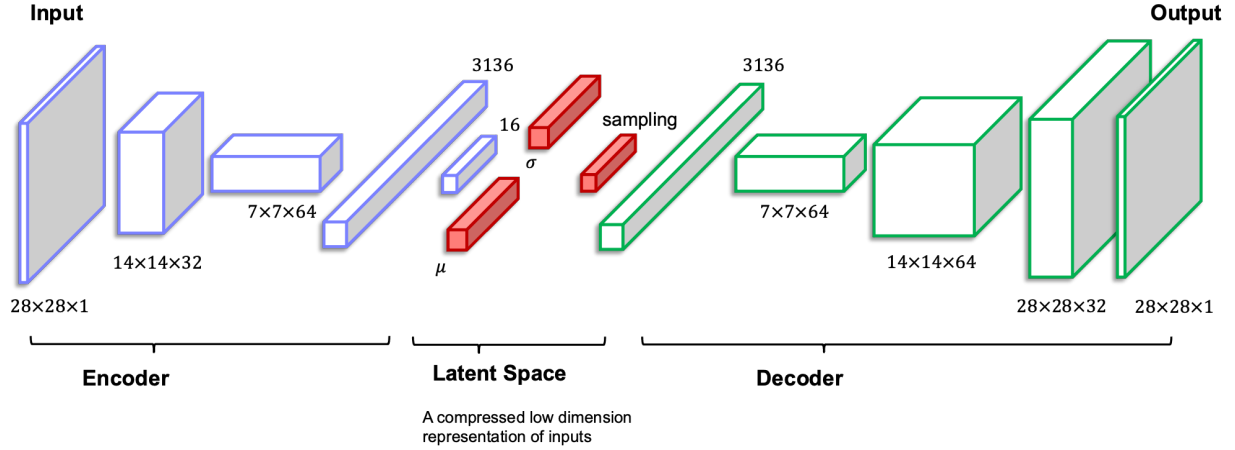 Input
Output
3136
3136
16
sampling
σ
7×7×64
7×7×64
14×14×32
μ
14×14×64
28×28×1
28×28×32
28×28×1
Encoder
Latent Space
Decoder
A compressed low dimension
representation of inputs